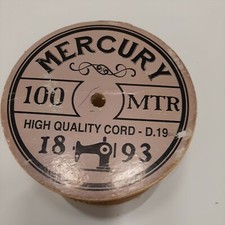 MERCURY
100 MTR
HIGH QUALITY CORD - D.19
18 93